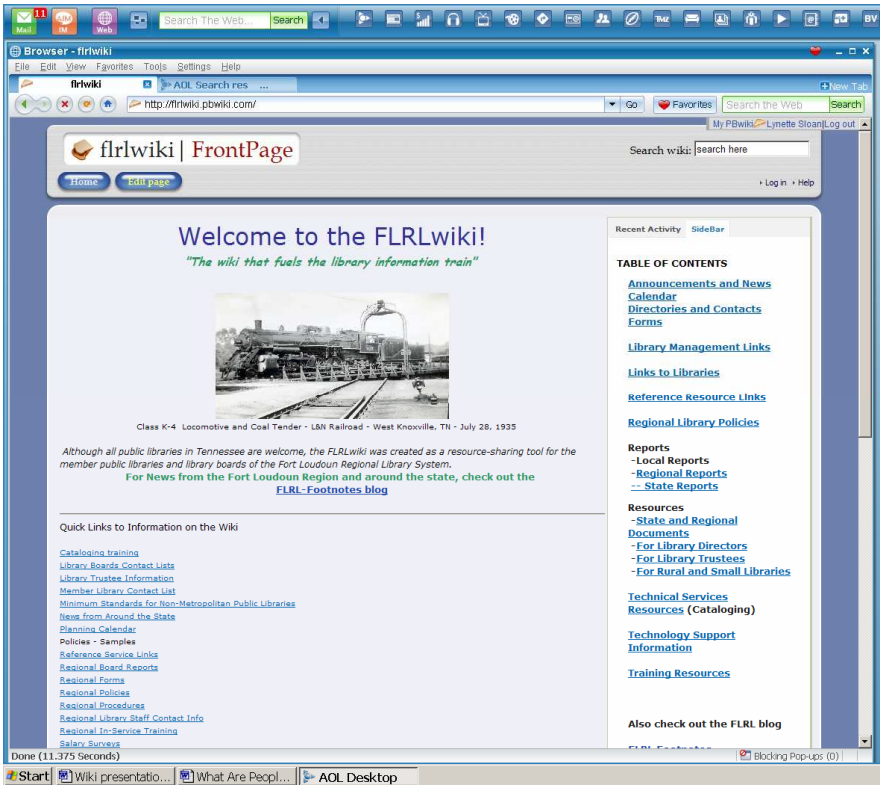 11
Mail
AIM
IM
Web
Search The Web...
Search
TMZ
BV
Browser - flrlwiki
File Edit View Favorites Tools Settings Help
flrlwiki
AOL Search res ...
New Tab
http://flrlwiki.pbwiki.com/
Go
Favorites
Search the Web
Search
My PBwiki Lynette Sloan|Log out
flrlwiki | FrontPage
Search wiki: search here
Home
Edit page
Log in Help
Welcome to the FLRLwiki!
"The wiki that fuels the library information train"
Class K-4 Locomotive and Coal Tender - L&N Railroad - West Knoxville, TN - July 28, 1935
Although all public libraries in Tennessee are welcome, the FLRLwiki was created as a resource-sharing tool for the
member public libraries and library boards of the Fort Loudoun Regional Library System.
For News from the Fort Loudoun Region and around the state, check out the
FLRL-Footnotes blog
Quick Links to Information on the Wiki
Cataloging training
Library Boards Contact Lists
Library Trustee Information
Member Library Contact List
Minimum Standards for Non-Metropolitan Public Libraries
News from Around the State
Planning Calendar
Policies - Samples
Reference Service Links
Regional Board Reports
Regional Forms
Regional Policies
Regional Procedures
Regional Library Staff Contact Info
Regional In-Service Training
Salary Surveys
Recent Activity SideBar
TABLE OF CONTENTS
Announcements and News
Calendar
Directories and Contacts
Forms
Library Management Links
Links to Libraries
Reference Resource Links
Regional Library Policies
Reports
-Local Reports
-Regional Reports
-- State Reports
Resources
-State and Regional
Documents
-For Library Directors
-For Library Trustees
-For Rural and Small Libraries
Technical Services
Resources (Cataloging)
Technology Support
Information
Training Resources
Also check out the FLRL blog
FLRL-Footnotes
Done (11.375 Seconds)
Blocking Pop-ups (0)
Start
Wiki presentatio...
What Are Peopl...
AOL Desktop